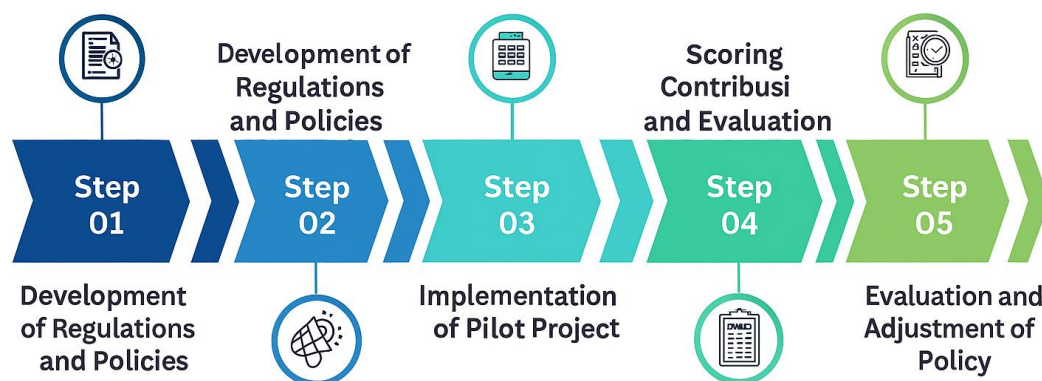 Step
01
Development
of Regulations
and Policies
Development of
Regulations
and Policies
Step
02
Step
03
Implementation
of Pilot Project
Scoring
Contribusi
and Evaluation
Step
04
Step
05
Evaluation and
Adjustment of
Policy